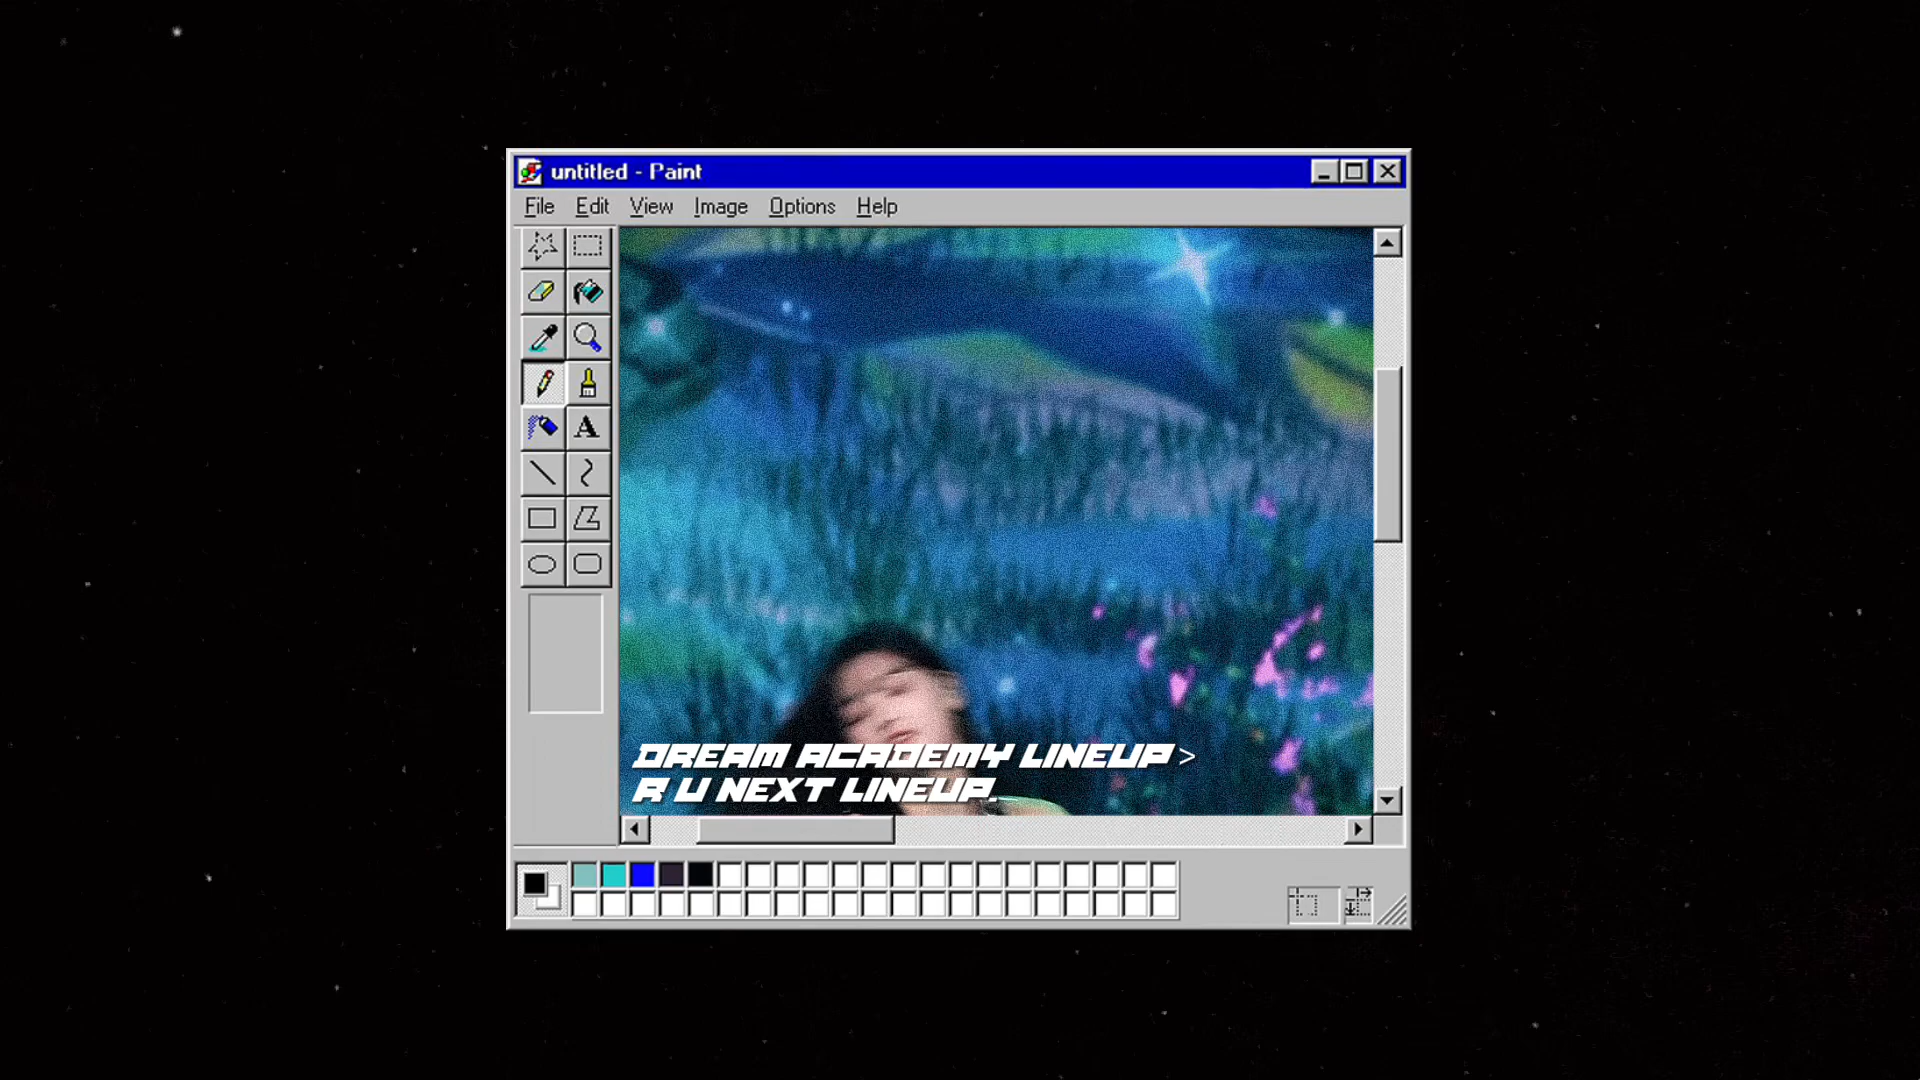 untitled - Paint
File Edit View Image Options Help
A
DREAM ACADEMY LINEUP >
R U NEXT LINEUP.